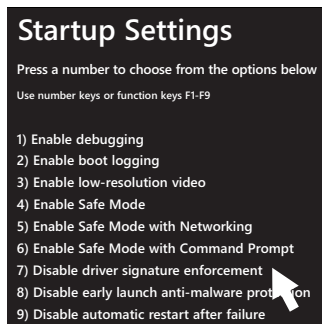 Startup Settings
Press a number to choose from the options below
Use number keys or function keys F1-F9
1) Enable debugging
2) Enable boot logging
3) Enable low-resolution video
4) Enable Safe Mode
5) Enable Safe Mode with Networking
6) Enable Safe Mode with Command Prompt
7) Disable driver signature enforcement
8) Disable early launch anti-malware protection
9) Disable automatic restart after failure